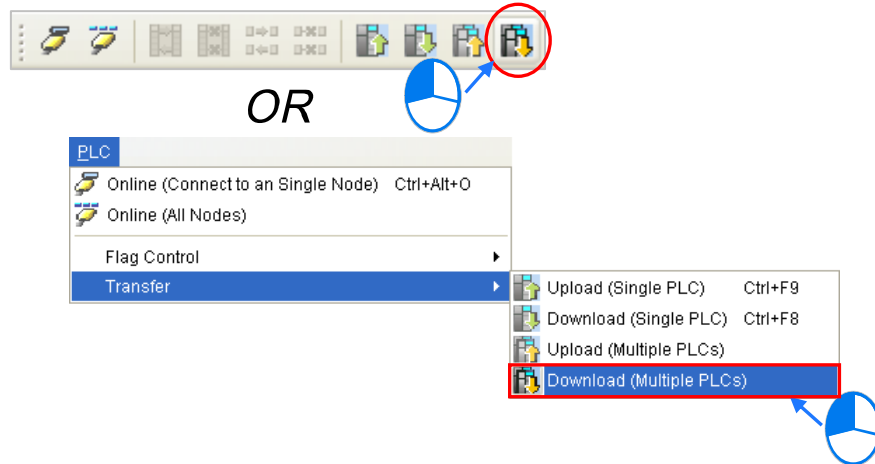 OR
PLC
Online (Connect to an Single Node) Ctrl+Alt+O
Online (All Nodes)
Flag Control
Transfer
Upload (Single PLC) Ctrl+F9
Download (Single PLC) Ctrl+F8
Upload (Multiple PLCs)
Download (Multiple PLCs)